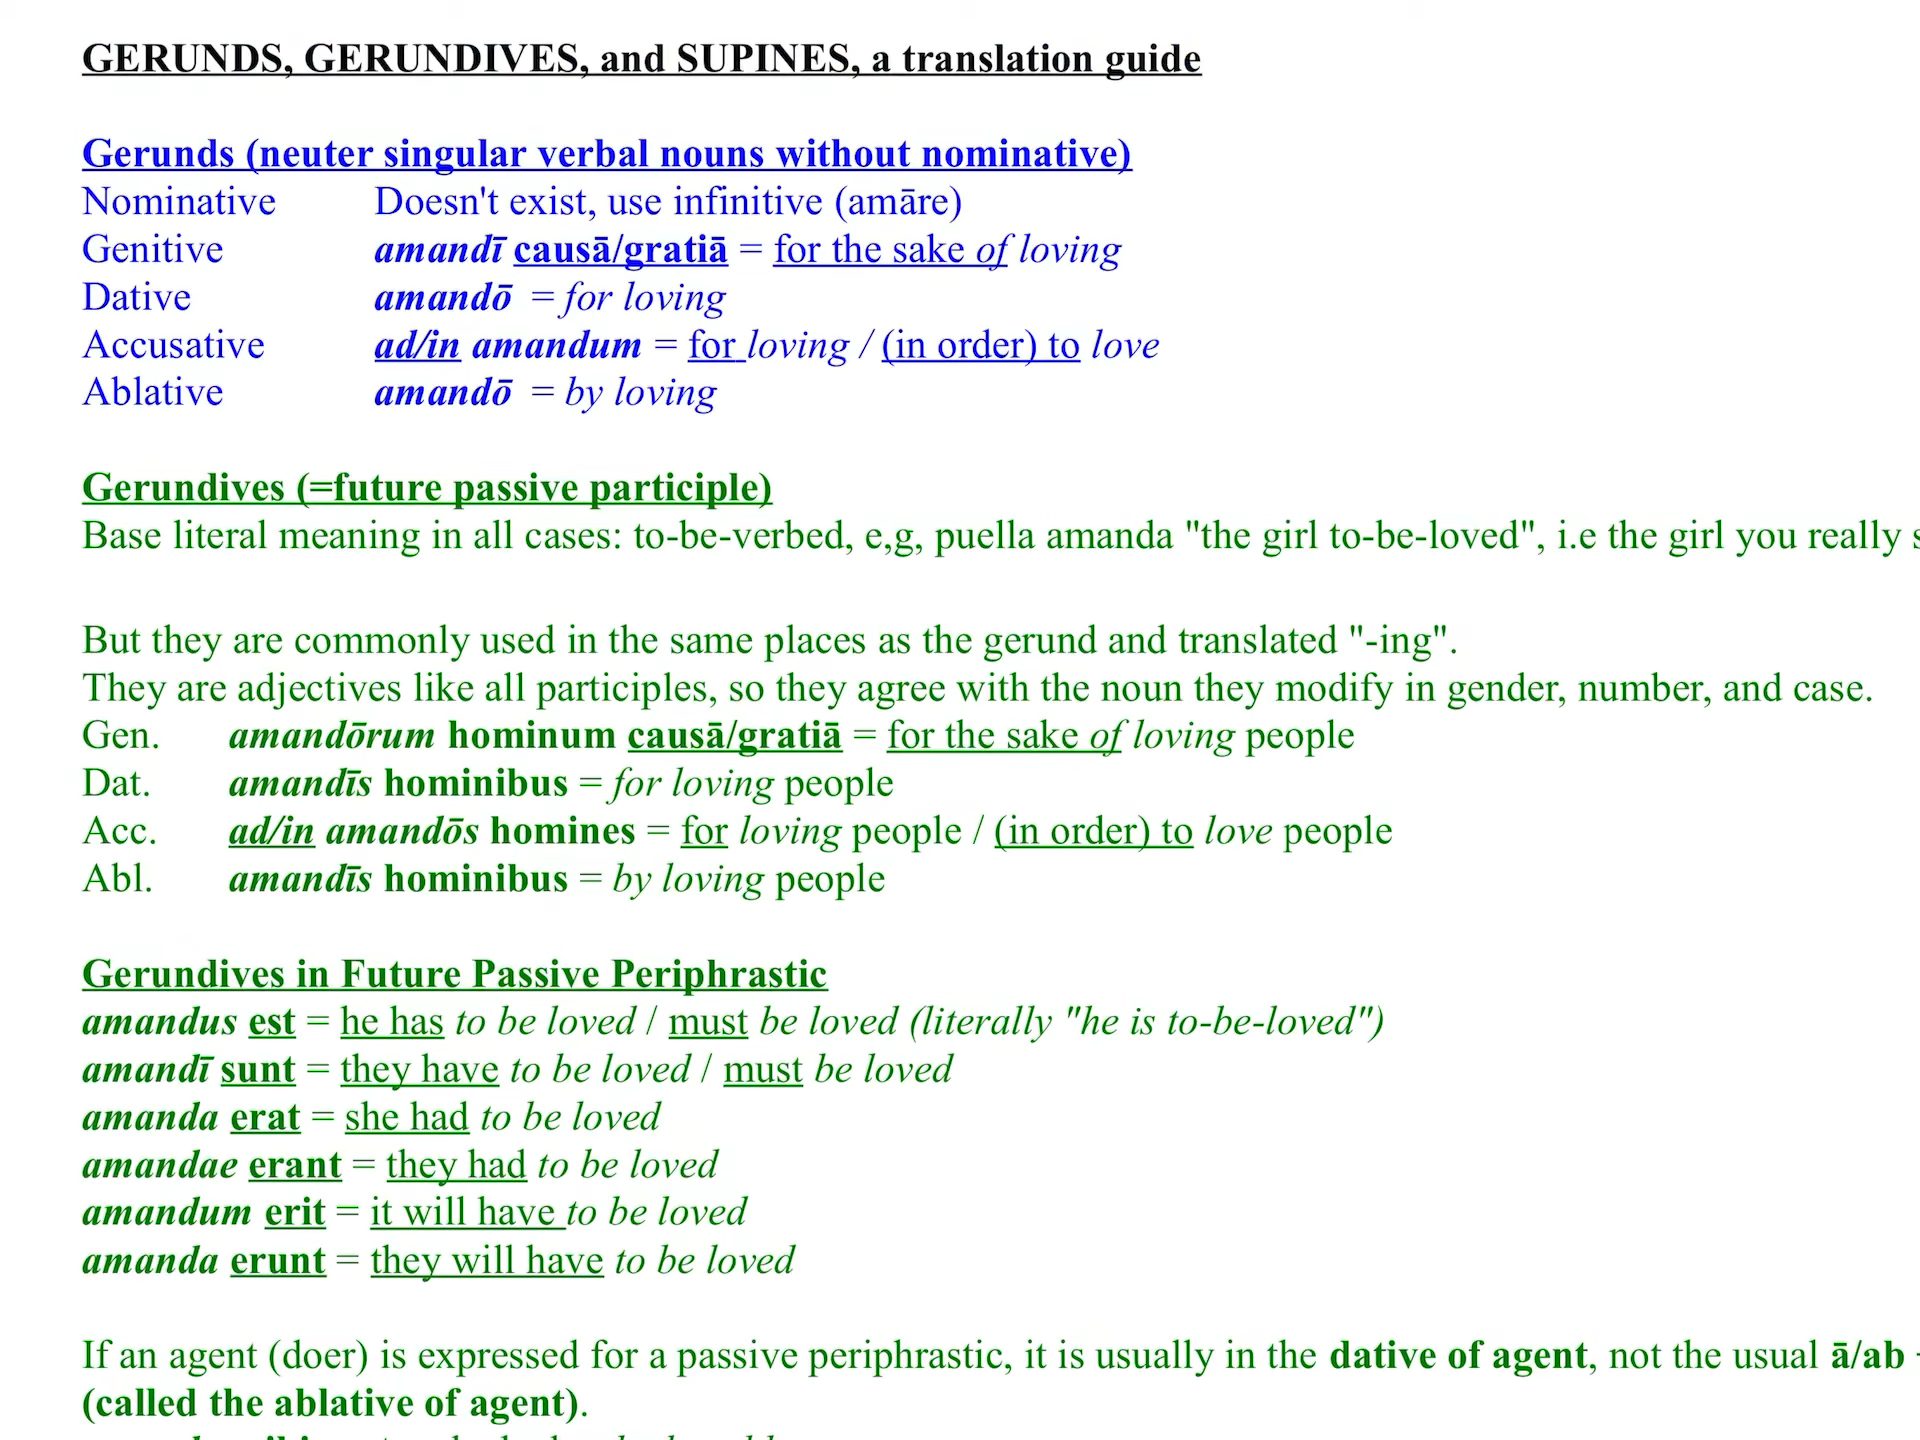 GERUNDS, GERUNDIVES, and SUPINES, a translation guide
Gerunds (neuter singular verbal nouns without nominative)
Nominative Doesn't exist, use infinitive (amāre)
Genitive amandī causā/gratiā = for the sake of loving
Dative amandō = for loving
Accusative ad/in amandum = for loving / (in order) to love
Ablative amandō = by loving
Gerundives (=future passive participle)
Base literal meaning in all cases: to-be-verbed, e,g, puella amanda "the girl to-be-loved", i.e the girl you really
But they are commonly used in the same places as the gerund and translated "-ing".
They are adjectives like all participles, so they agree with the noun they modify in gender, number, and case.
Gen. amandōrum hominum causā/gratiā = for the sake of loving people
Dat. amandīs hominibus = for loving people
Acc. ad/in amandōs homines = for loving people / (in order) to love people
Abl. amandīs hominibus = by loving people
Gerundives in Future Passive Periphrastic
amandus est = he has to be loved / must be loved (literally "he is to-be-loved")
amandī sunt = they have to be loved / must be loved
amanda erat = she had to be loved
amandae erant = they had to be loved
amandum erit = it will have to be loved
amanda erunt = they will have to be loved
If an agent (doer) is expressed for a passive periphrastic, it is usually in the dative of agent, not the usual ā/ab
(called the ablative of agent).